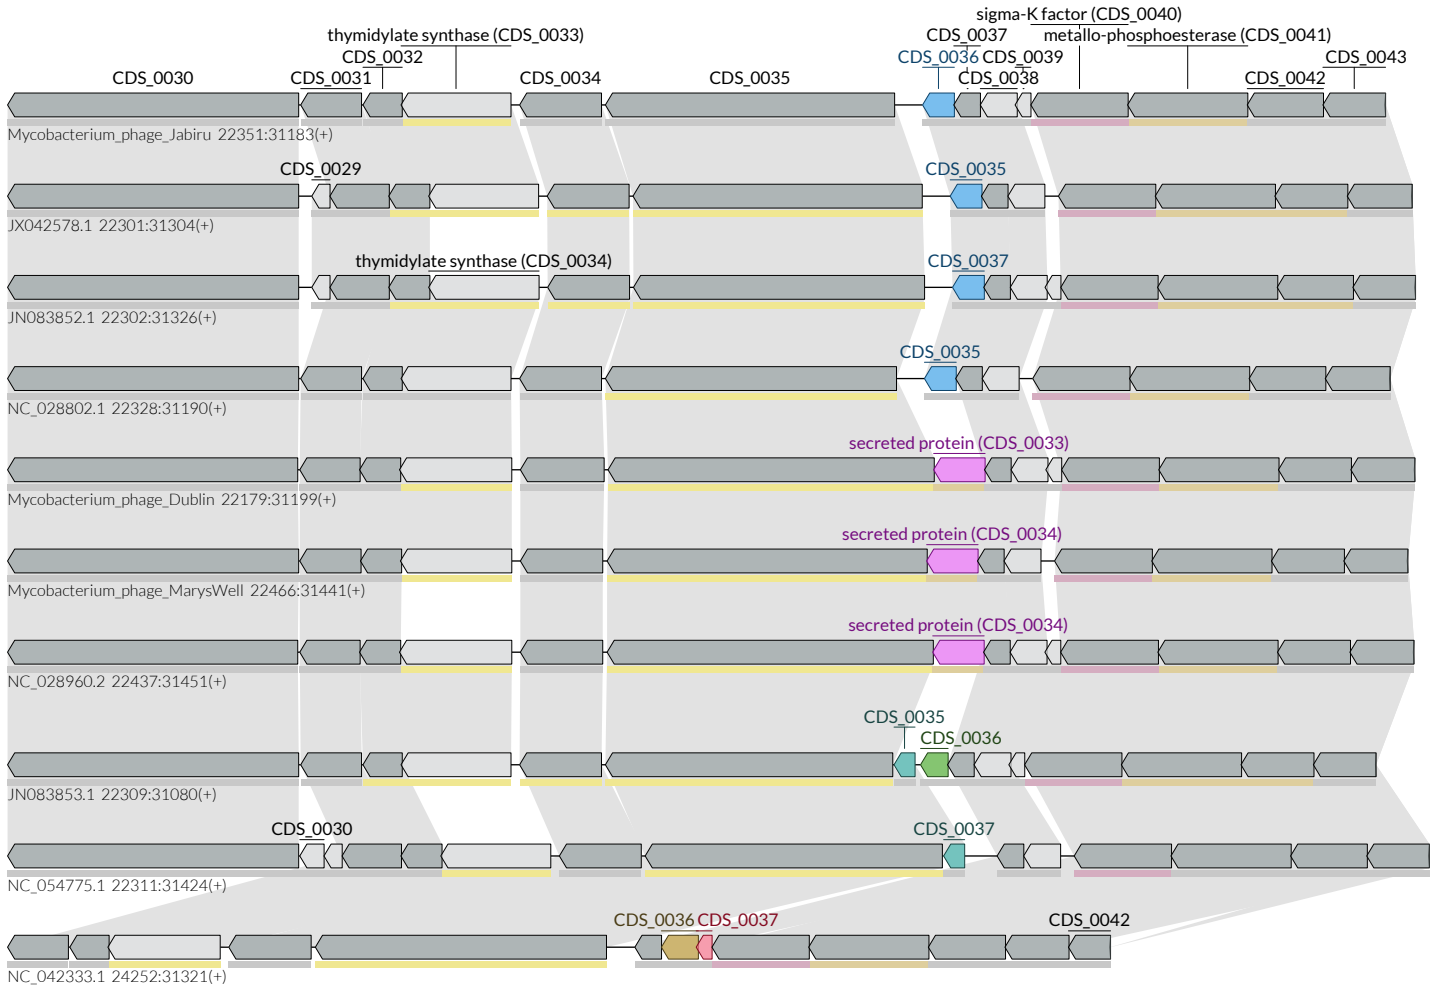 sigma-K factor (CDS_0040)
thymidylate synthase (CDS_0033) CDS_0037 metallo-phosphoesterase (CDS_0041)
CDS_0032 CDS_0036 CDS_0039 CDS_0043
CDS_0030 CDS_0031 CDS_0034 CDS_0035 CDS_0038 CDS_0042
Mycobacterium_phage_Jabiru 22351:31183(+)
CDS_0029 CDS_0035
JX042578.1 22301:31304(+)
thymidylate synthase (CDS_0034) CDS_0037
JN083852.1 22302:31326(+)
CDS_0035
NC_028802.1 22328:31190(+)
secreted protein (CDS_0033)
Mycobacterium_phage_Dublin 22179:31199(+)
secreted protein (CDS_0034)
Mycobacterium_phage_MarysWell 22466:31441(+)
secreted protein (CDS_0034)
NC_028960.2 22437:31451(+)
CDS_0035
CDS_0036
JN083853.1 22309:31080(+)
CDS_0030 CDS_0037
NC_054775.1 22311:31424(+)
CDS_0036 CDS_0037 CDS_0042
NC_042333.1 24252:31321(+)